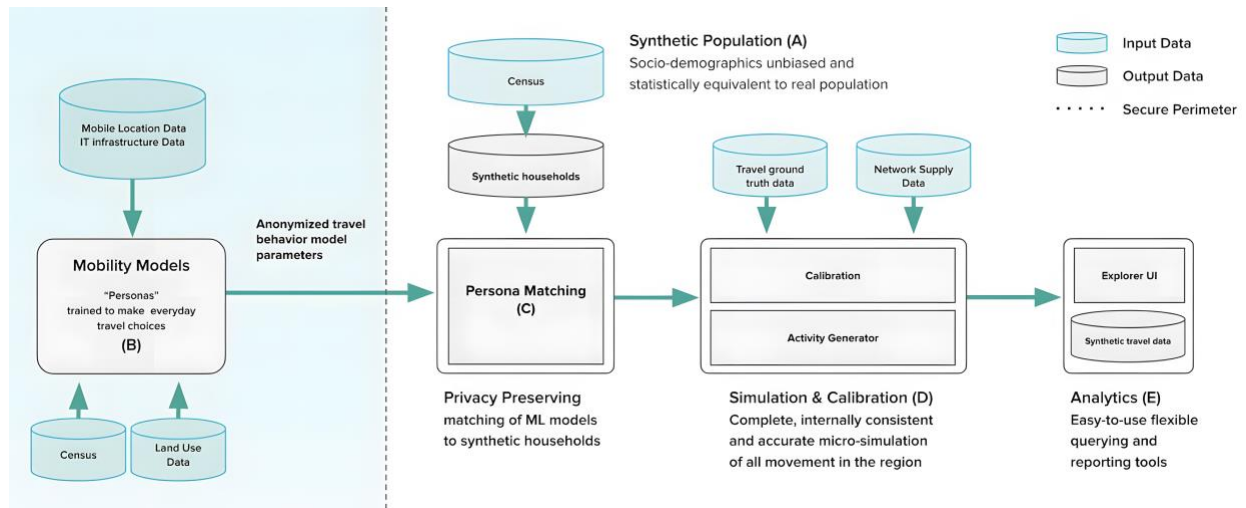 Mobile Location Data
IT infrastructure Data
Mobility Models
“Personas”
trained to make everyday
travel choices
(B)
Census
Land Use
Data
Anonymized travel
behavior model
parameters
Synthetic Population (A)
Socio-demographics unbiased and
statistically equivalent to real population
Census
Synthetic households
Persona Matching
(C)
Privacy Preserving
matching of ML models
to synthetic households
Travel ground
truth data
Network Supply
Data
Calibration
Activity Generator
Simulation & Calibration (D)
Complete, internally consistent
and accurate micro-simulation
of all movement in the region
Input Data
Output Data
Secure Perimeter
Explorer UI
Synthetic travel data
Analytics (E)
Easy-to-use flexible
querying and
reporting tools